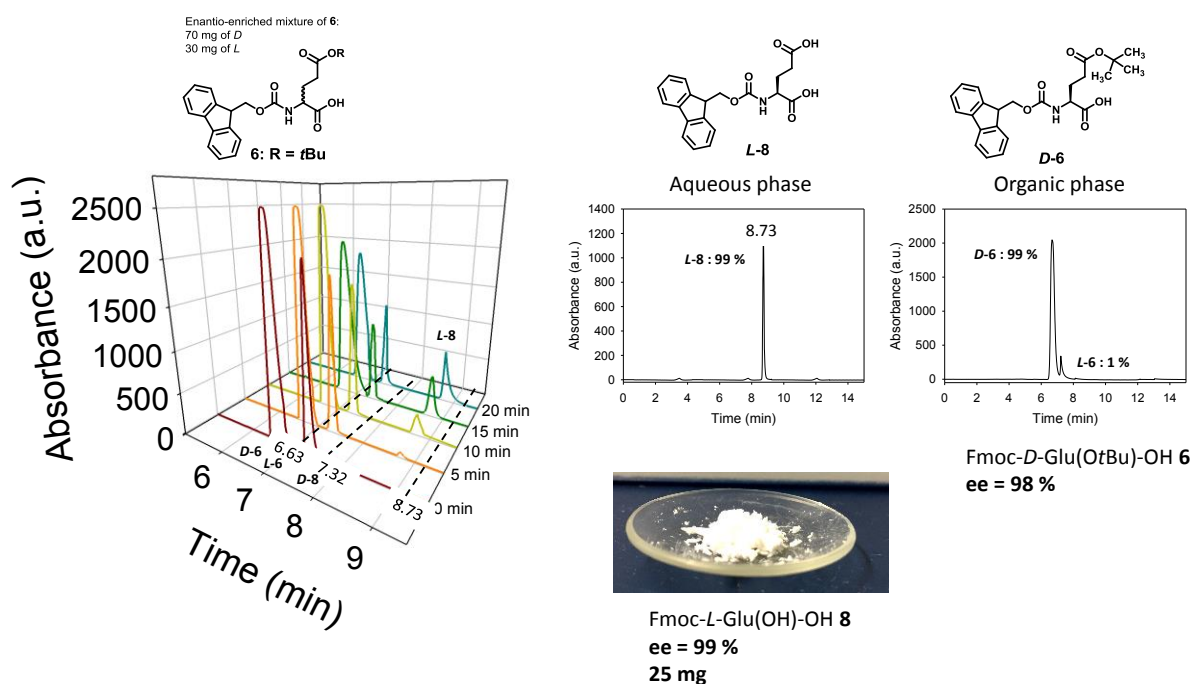 Enantio-enriched mixture of 6:
70 mg of D
30 mg of L
O OR
O
O N H OH
O
6: R = tBu
Absorbance (a.u.)
2500
2000
1500
1000
500
0
L-8
20 min
15 min
10 min
5 min
0 min
D-6 6.63
L-6 7.32
D-8
8.73
6
7
8
9
Time (min)
O OH
O
O N H OH
O
L-8
Aqueous phase
1400
1200
1000
800
600
400
200
0
Absorbance (a.u.)
8.73
L-8 : 99 %
0 2 4 6 8 10 12 14
Time (min)
O O CH3
H3C CH3
O
O N H OH
O
D-6
Organic phase
2500
2000
1500
1000
500
0
Absorbance (a.u.)
D-6 : 99 %
L-6 : 1 %
0 2 4 6 8 10 12 14
Time (min)
Fmoc-D-Glu(OtBu)-OH 6
ee = 98 %
Fmoc-L-Glu(OH)-OH 8
ee = 99 %
25 mg